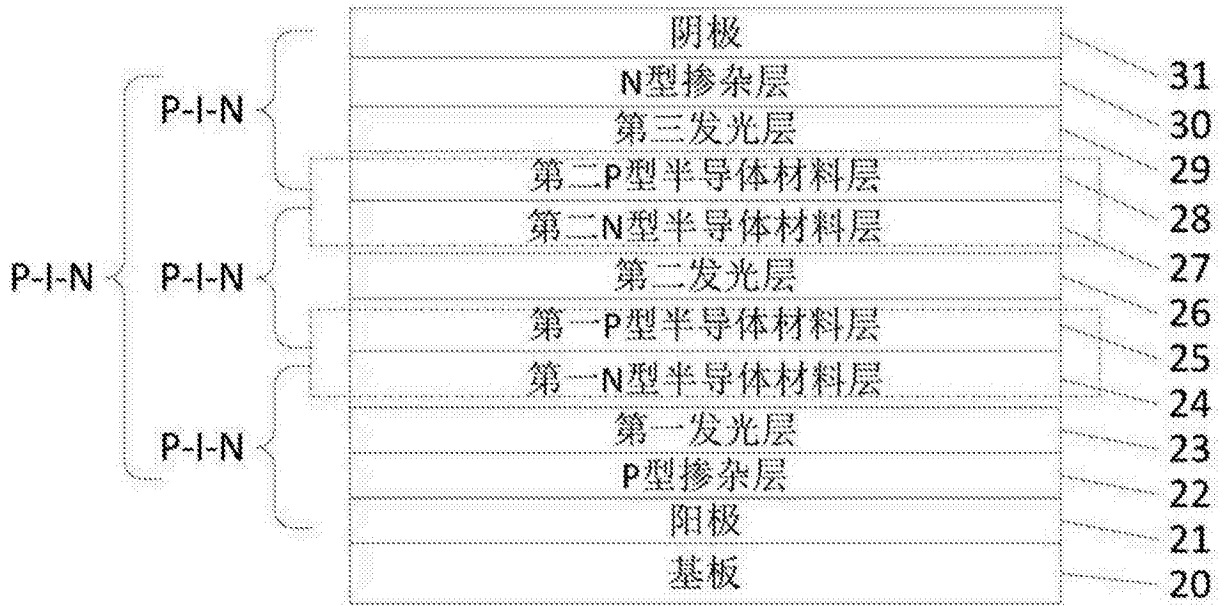 阴极
31
P-I-N
N型掺杂层
30
第三发光层
29
第二P型半导体材料层
28
第二N型半导体材料层
27
P-I-N
P-I-N
第二发光层
26
第一P型半导体材料层
25
第一N型半导体材料层
24
P-I-N
第一发光层
23
P型掺杂层
22
阳极
21
基板
20